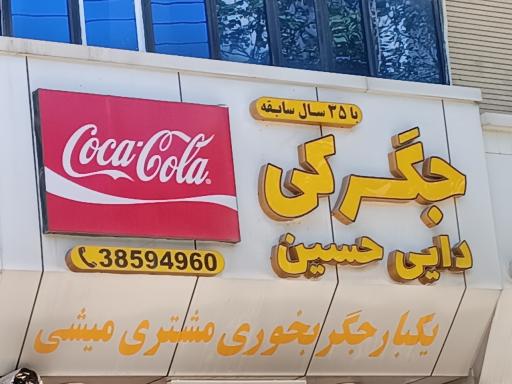 Coca-Cola
با ۳۵ سال سابقه
جگرکی
دایی حسین
38594960
یکبار جگر بخوری مشتری میشی